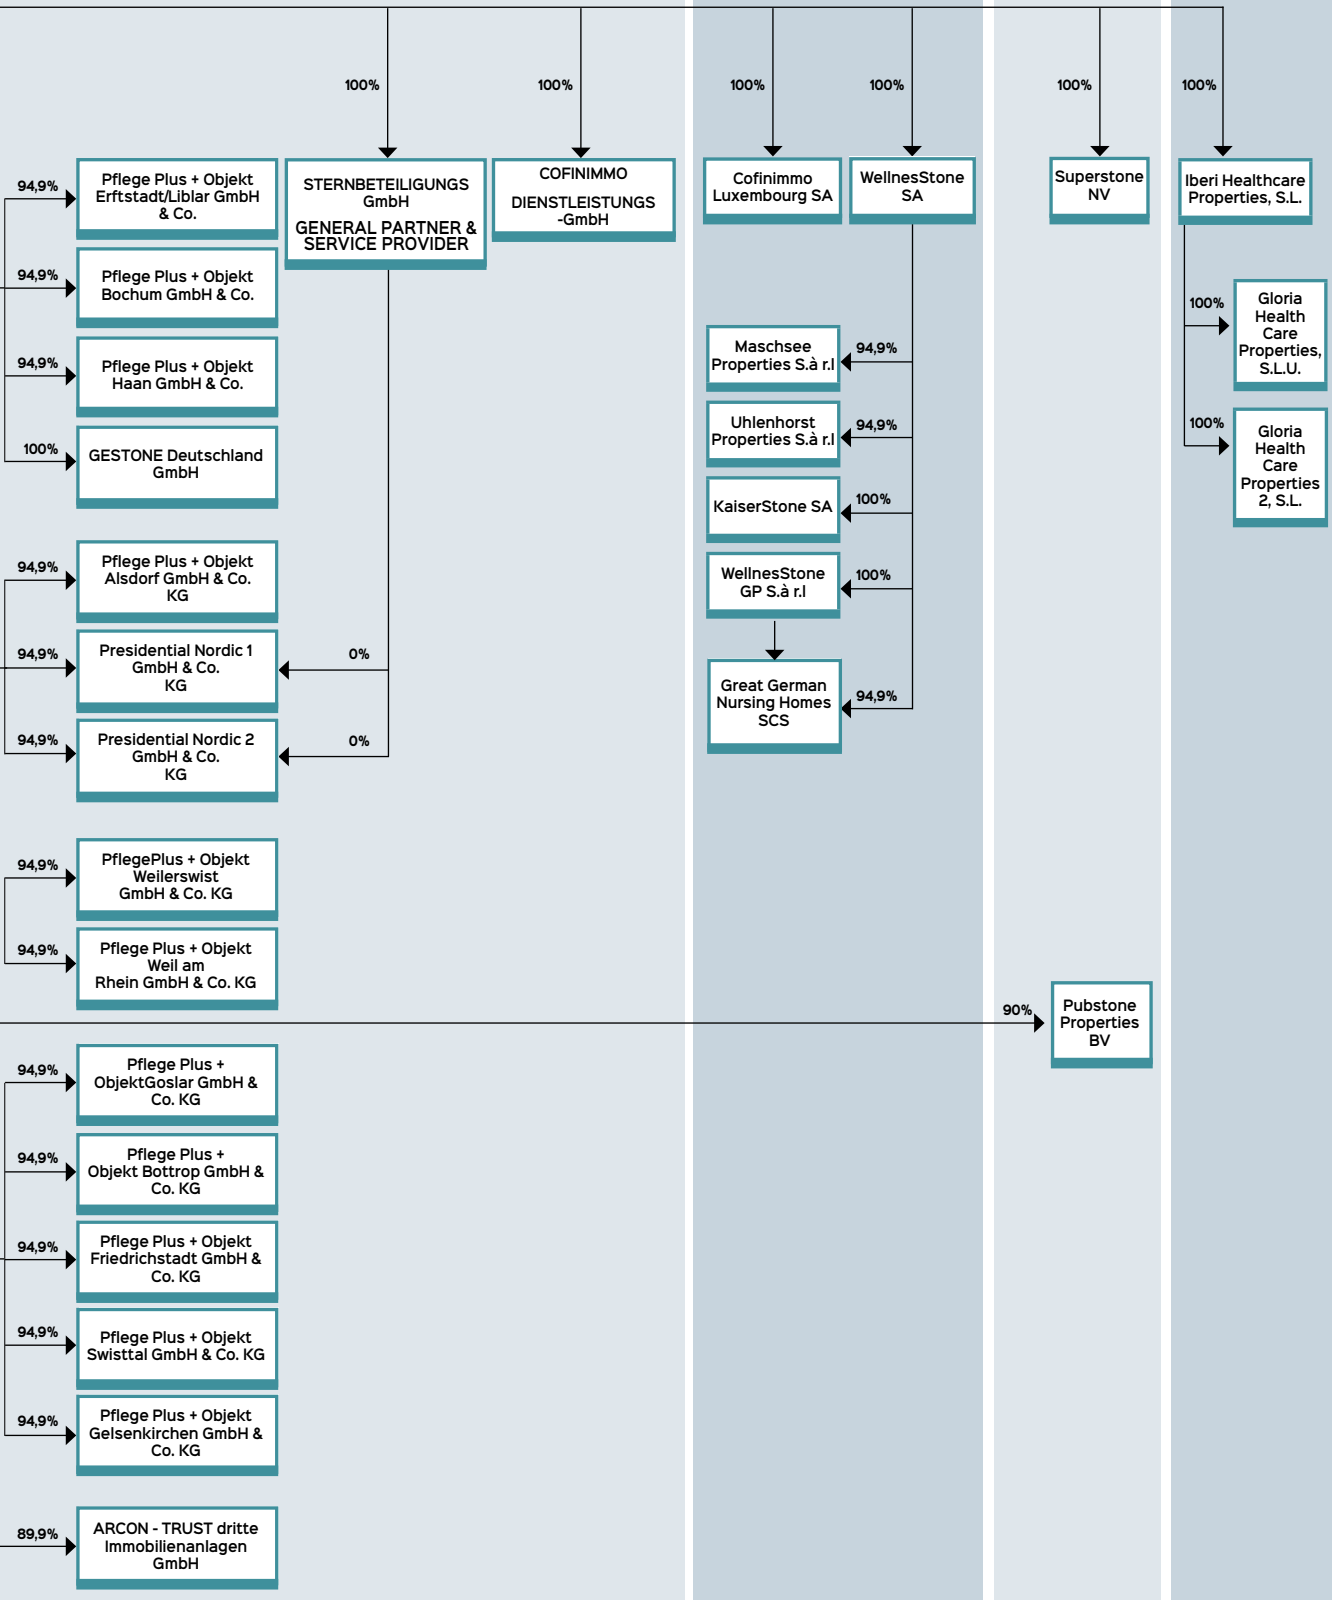 100%
100%
100%
100%
100%
100%
94,9%
Pflege Plus + Objekt
Erftstadt/Liblar GmbH
& Co.
STERNBETEILIGUNGS
GmbH
GENERAL PARTNER &
SERVICE PROVIDER
COFINIMMO
DIENSTLEISTUNGS
-GmbH
Cofinimmo
Luxembourg SA
WellnesStone
SA
Superstone
NV
Iberi Healthcare
Properties, S.L.
94,9%
Pflege Plus + Objekt
Bochum GmbH & Co.
100%
Gloria
Health
Care
Properties,
S.L.U.
94,9%
Pflege Plus + Objekt
Haan GmbH & Co.
Maschsee
Properties S.à r.l
94,9%
100%
Gloria
Health
Care
Properties
2, S.L.
100%
GESTONE Deutschland
GmbH
Uhlenhorst
Properties S.à r.l
94,9%
KaiserStone SA
100%
94,9%
Pflege Plus + Objekt
Alsdorf GmbH & Co.
KG
WellnesStone
GP S.à r.l
100%
94,9%
Presidential Nordic 1
GmbH & Co.
KG
0%
Great German
Nursing Homes
SCS
94,9%
94,9%
Presidential Nordic 2
GmbH & Co.
KG
0%
94,9%
PflegePlus + Objekt
Weilerswist
GmbH & Co. KG
94,9%
Pflege Plus + Objekt
Weil am
Rhein GmbH & Co. KG
90%
Pubstone
Properties
BV
94,9%
Pflege Plus +
ObjektGoslar GmbH &
Co. KG
94,9%
Pflege Plus +
Objekt Bottrop GmbH &
Co. KG
94,9%
Pflege Plus + Objekt
Friedrichstadt GmbH &
Co. KG
94,9%
Pflege Plus + Objekt
Swisttal GmbH & Co. KG
94,9%
Pflege Plus + Objekt
Gelsenkirchen GmbH &
Co. KG
89,9%
ARCON - TRUST dritte
Immobilienanlagen
GmbH